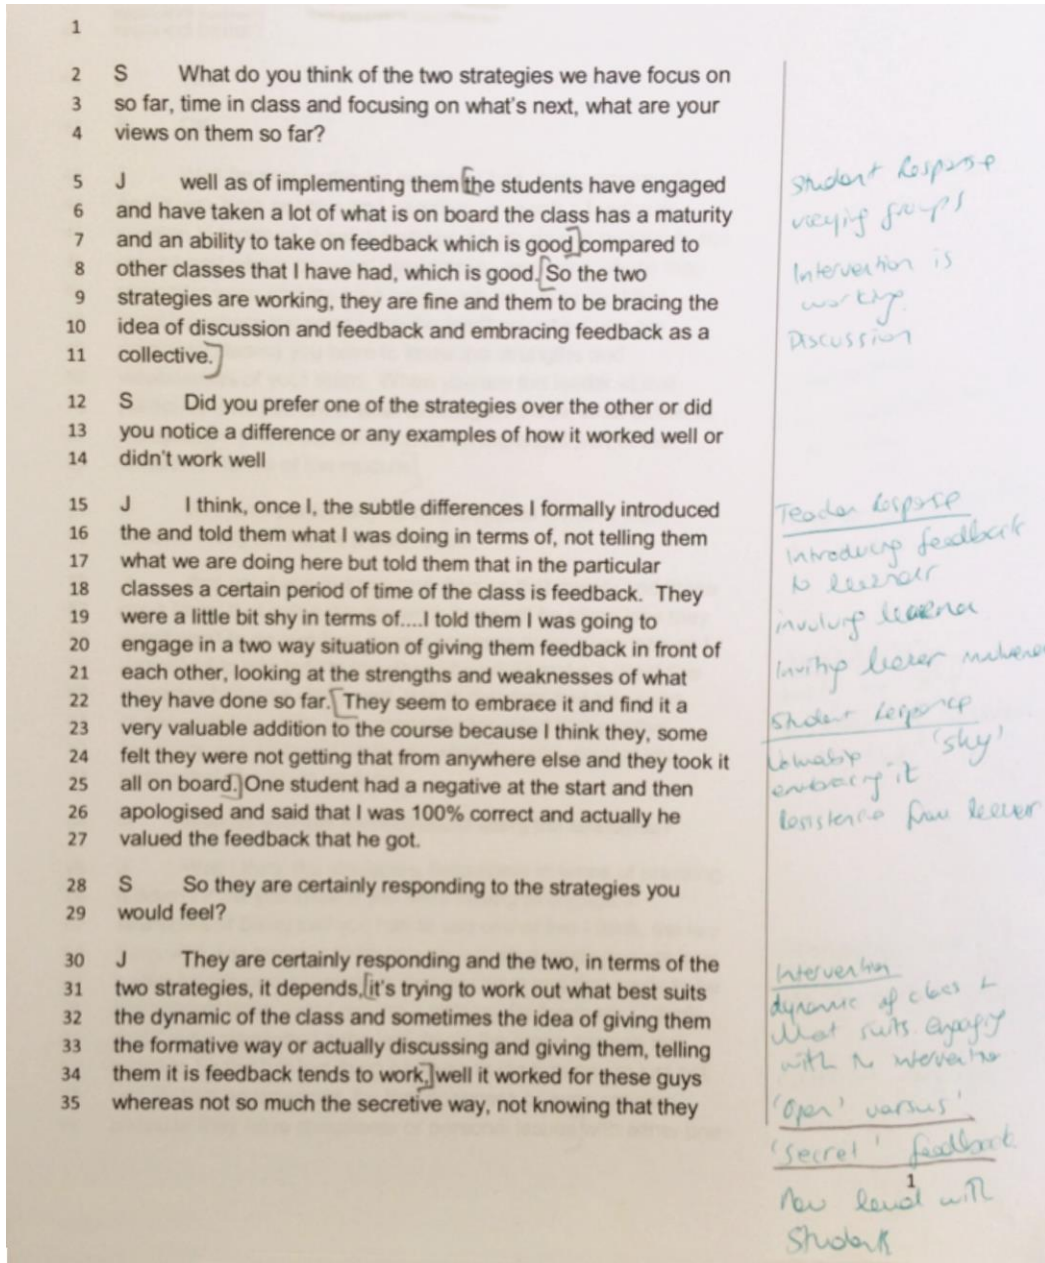 1
2 S What do you think of the two strategies we have focus on
3 so far, time in class and focusing on what's next, what are your
4 views on them so far?
5 J well as of implementing them [the students have engaged
6 and have taken a lot of what is on board the class has a maturity
7 and an ability to take on feedback which is good] compared to
8 other classes that I have had, which is good. [So the two
9 strategies are working, they are fine and them to be bracing the
10 idea of discussion and feedback and embracing feedback as a
11 collective.]
Student Response
varying groups
Intervention is
working.
Discussion
12 S Did you prefer one of the strategies over the other or did
13 you notice a difference or any examples of how it worked well or
14 didn't work well
15 J I think, once I, the subtle differences I formally introduced
16 the and told them what I was doing in terms of, not telling them
17 what we are doing here but told them that in the particular
18 classes a certain period of time of the class is feedback. They
19 were a little bit shy in terms of....I told them I was going to
20 engage in a two way situation of giving them feedback in front of
21 each other, looking at the strengths and weaknesses of what
22 they have done so far. [They seem to embrace it and find it a
23 very valuable addition to the course because I think they, some
24 felt they were not getting that from anywhere else and they took it
25 all on board.] One student had a negative at the start and then
26 apologised and said that I was 100% correct and actually he
27 valued the feedback that he got.
Teacher Response
Introducing feedback
to learner
involving learner
Inviting learner
Student Response
'shy'
embracing it
resistence from learner
28 S So they are certainly responding to the strategies you
29 would feel?
30 J They are certainly responding and the two, in terms of the
31 two strategies, it depends, [it's trying to work out what best suits
32 the dynamic of the class and sometimes the idea of giving them
33 the formative way or actually discussing and giving them, telling
34 them it is feedback tends to work,] well it worked for these guys
35 whereas not so much the secretive way, not knowing that they
Intervention
dynamic of class &
what suits engaging
with the intervention
'Open' versus
'Secret' feedback
1
level with
Student